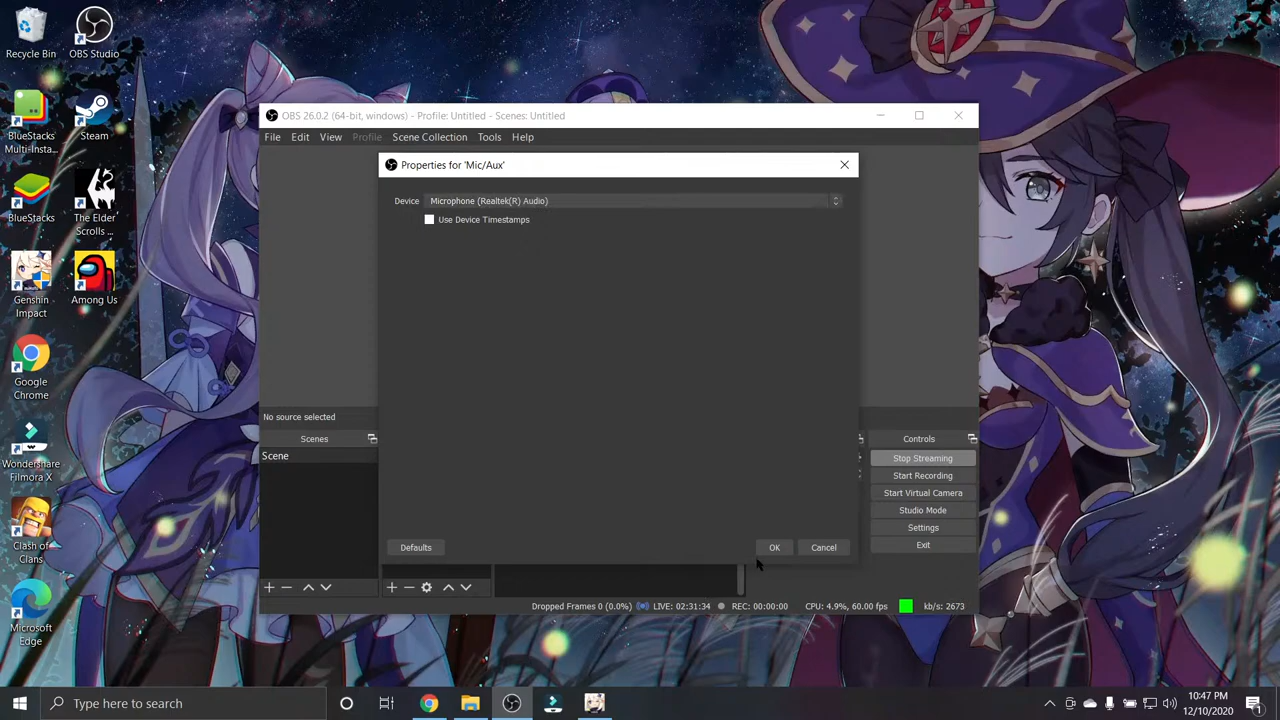 Recycle Bin
OBS Studio
BlueStacks Multi-Insta...
Steam
BlueStacks
The Elder Scrolls ...
Genshin Impact
Among Us
Google Chrome
Wondershare Filmora X
Clash of Clans
Microsoft Edge
OBS 26.0.2 (64-bit, windows) - Profile: Untitled - Scenes: Untitled
File Edit View Profile Scene Collection Tools Help
Properties for 'Mic/Aux'
Device Microphone (Realtek(R) Audio)
Use Device Timestamps
No source selected
Scenes
Scene
Controls
Stop Streaming
Start Recording
Start Virtual Camera
Studio Mode
Settings
Exit
Defaults OK Cancel
Dropped Frames 0 (0.0%) LIVE: 02:31:34 REC: 00:00:00 CPU: 4.9%, 60.00 fps kb/s: 2673
Type here to search
10:47 PM
12/10/2020
1